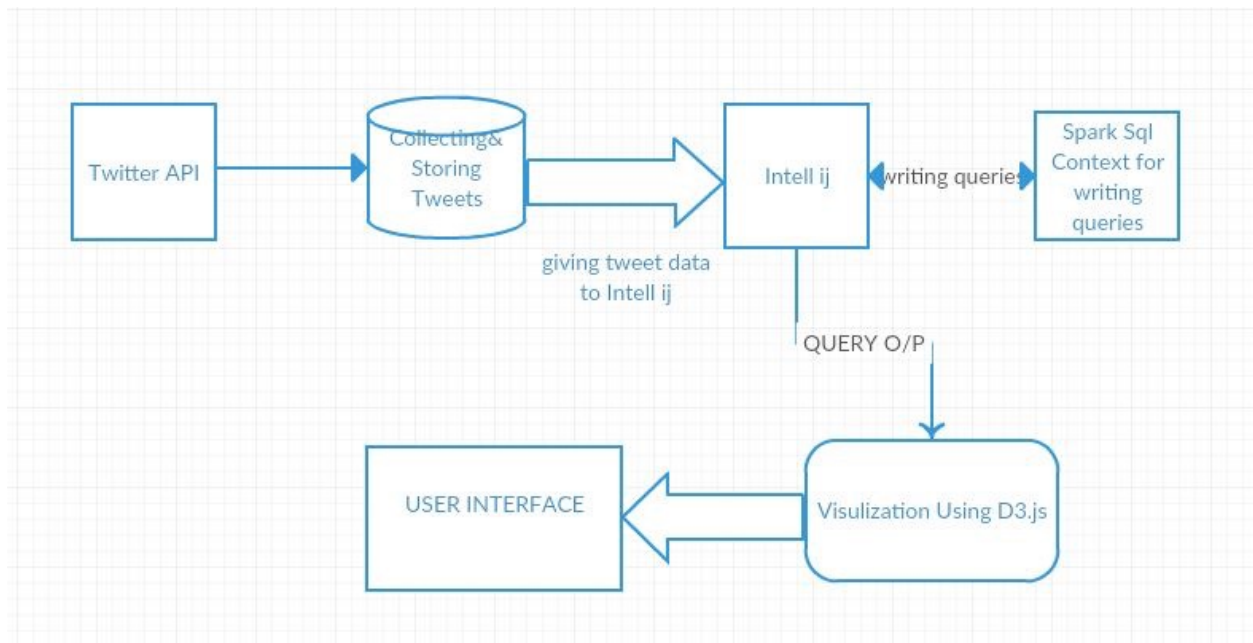 Twitter API
Collecting&
Storing
Tweets
giving tweet data
to Intell ij
Intell ij
writing queries
Spark Sql
Context for
writing
queries
QUERY O/P
Visulization Using D3.js
USER INTERFACE